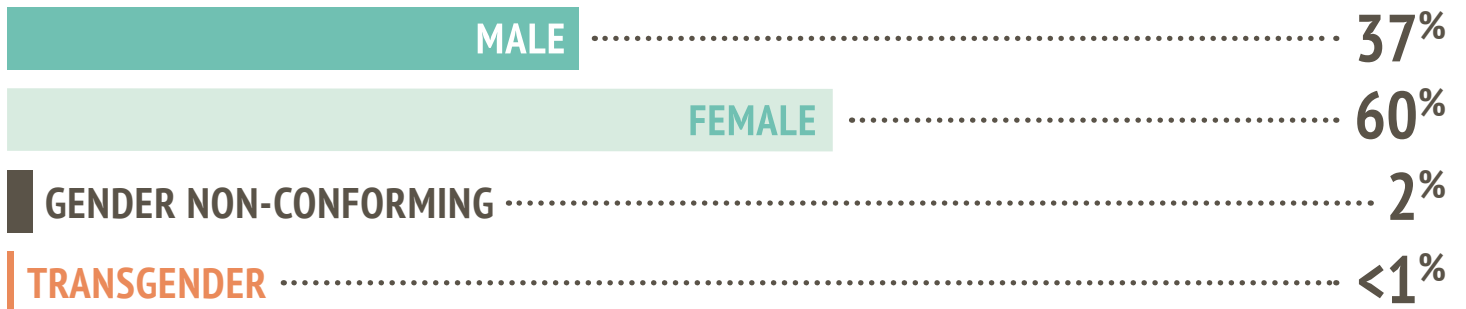 MALE 37%
FEMALE 60%
GENDER NON-CONFORMING 2%
TRANSGENDER <1%